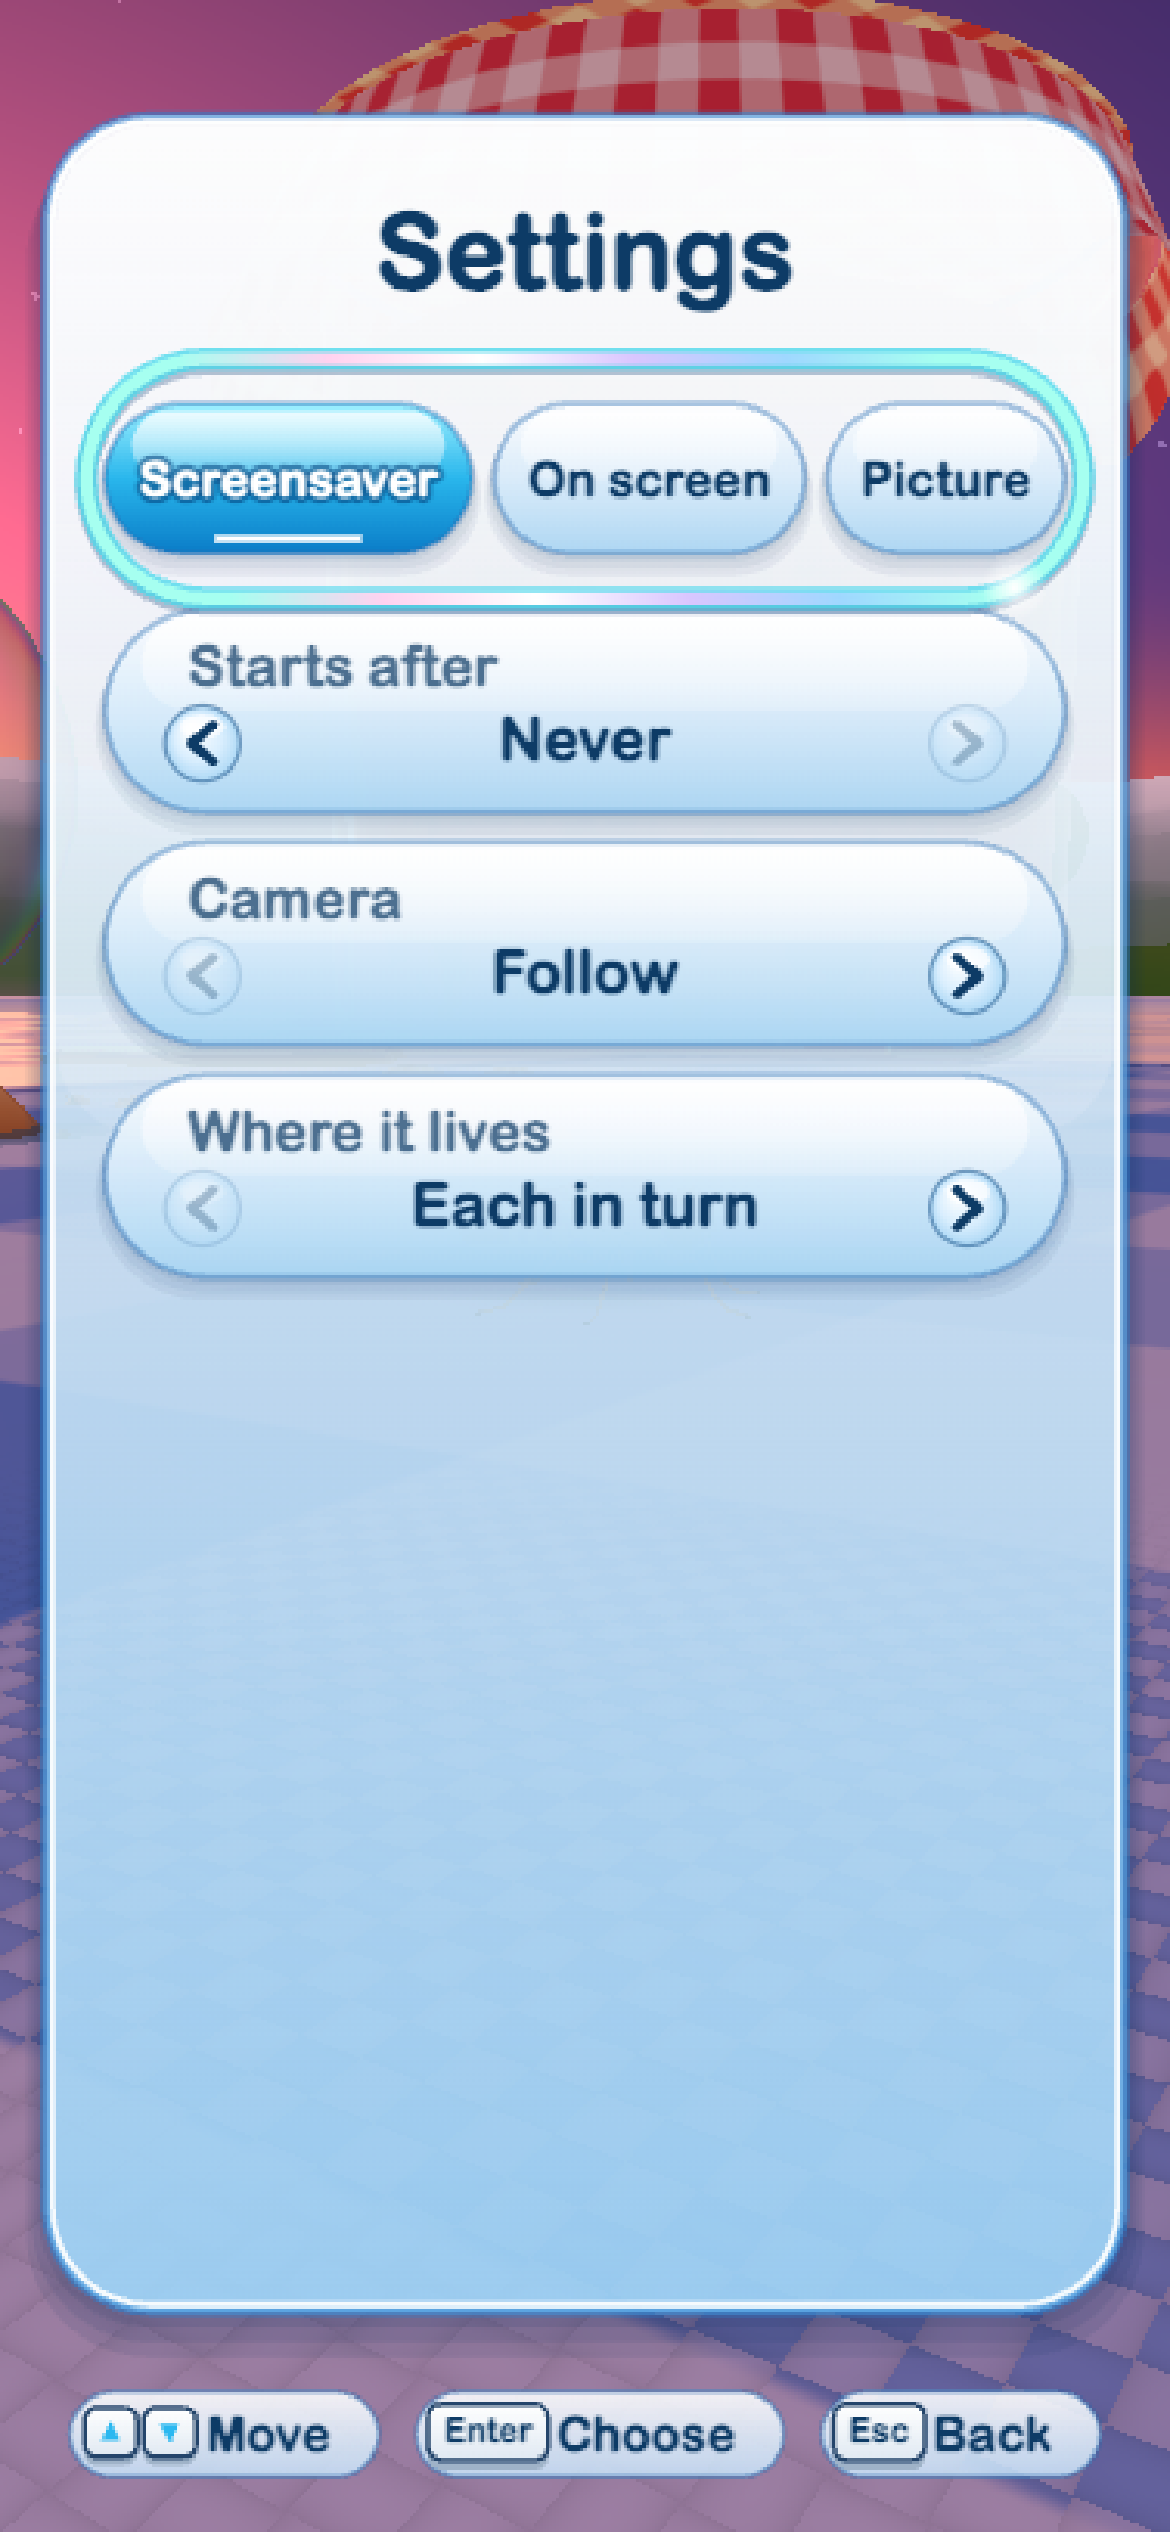 Settings
Screensaver On screen Picture
Starts after
Never
Camera
Follow
Where it lives
Each in turn
Move Enter Choose Esc Back